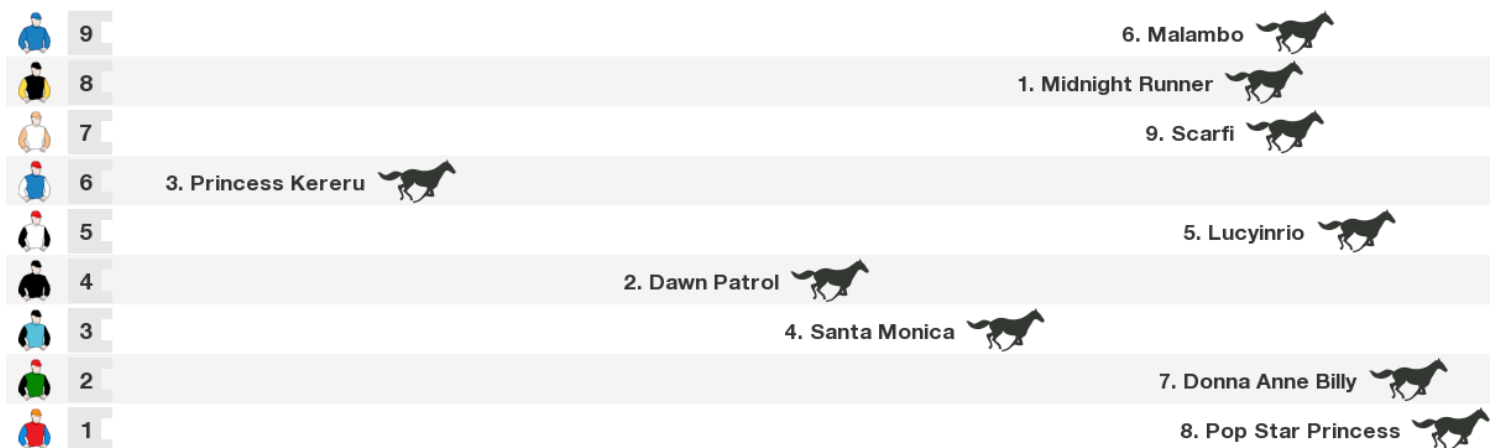 9 6. Malambo
8 1. Midnight Runner
7 9. Scarfi
6 3. Princess Kereru
5 5. Lucyinrio
4 2. Dawn Patrol
3 4. Santa Monica
2 7. Donna Anne Billy
1 8. Pop Star Princess